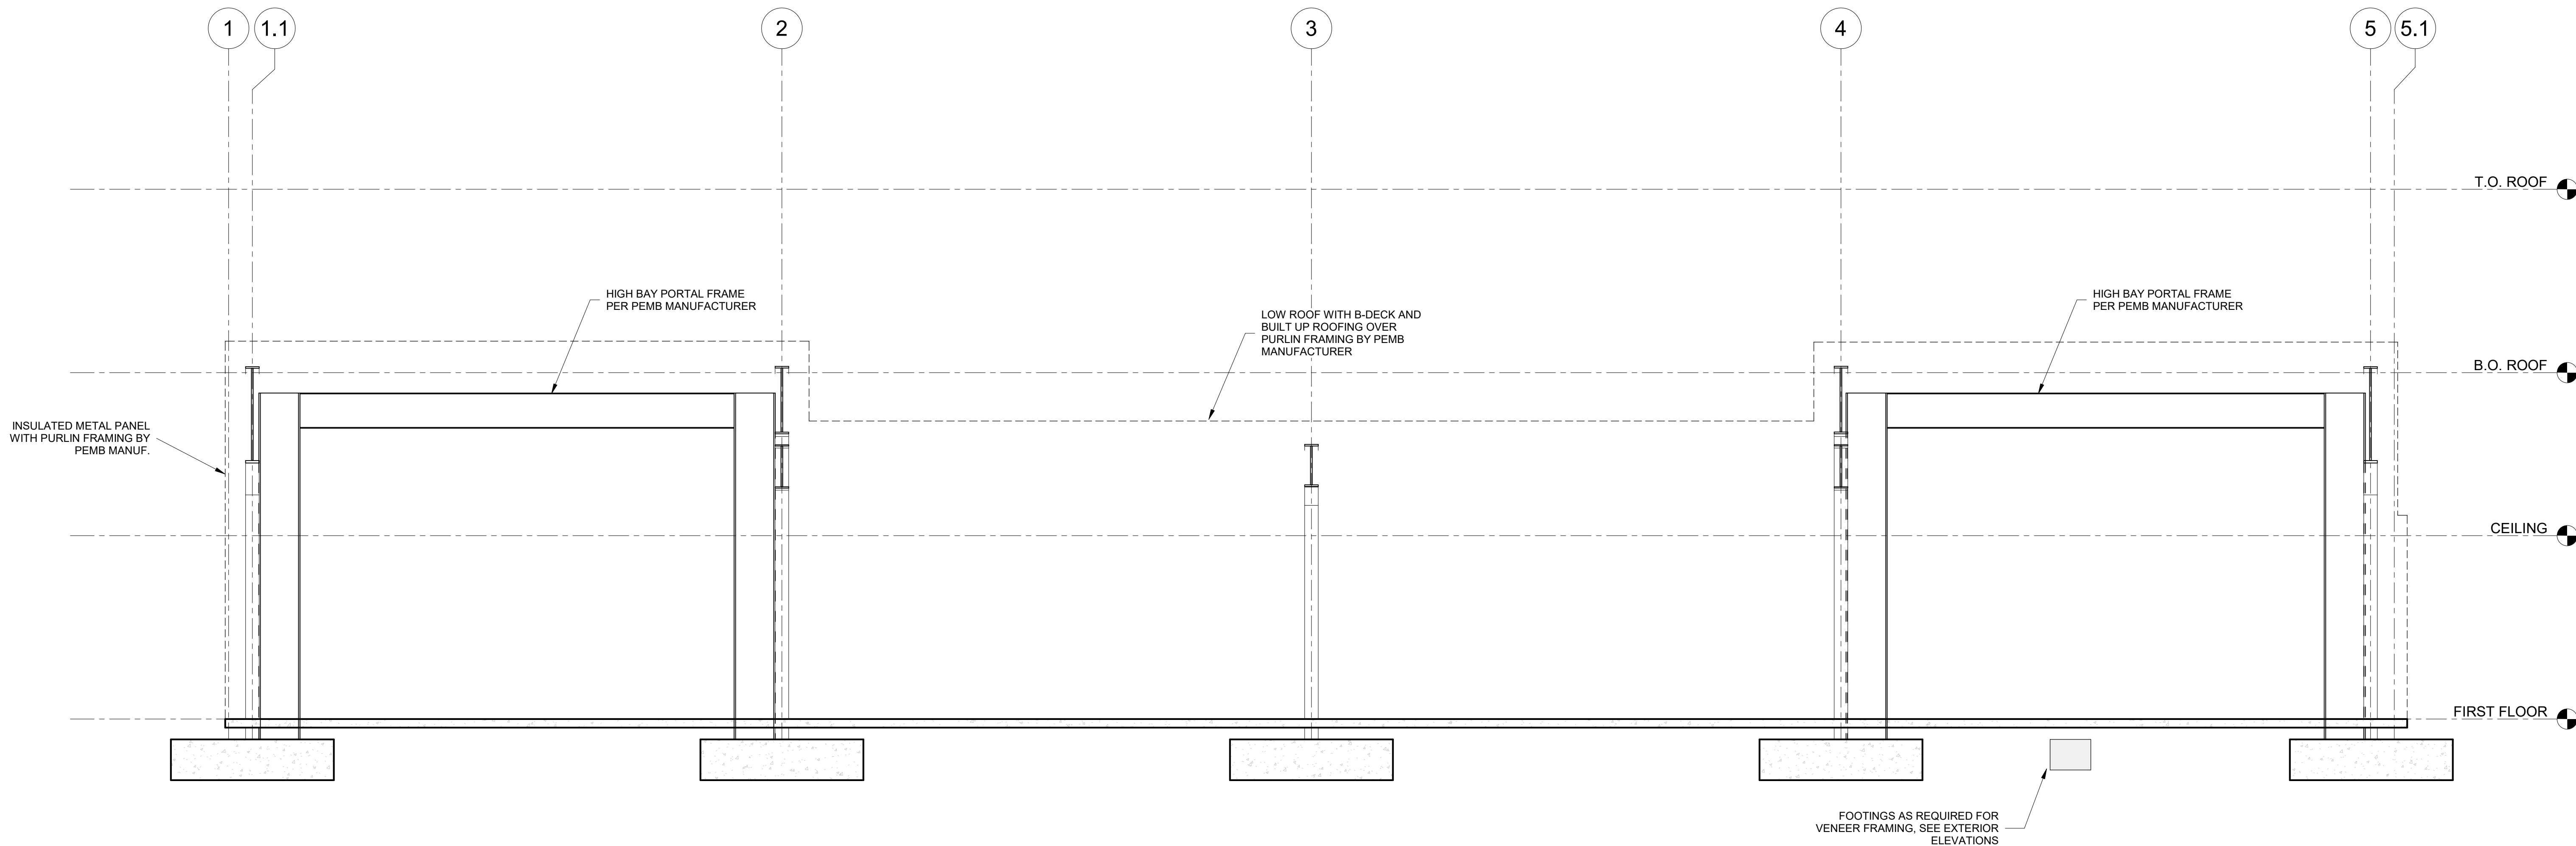 1
1.1
2
3
4
5
5.1
T.O. ROOF
HIGH BAY PORTAL FRAME
PER PEMB MANUFACTURER
LOW ROOF WITH B-DECK AND
BUILT UP ROOFING OVER
PURLIN FRAMING BY PEMB
MANUFACTURER
HIGH BAY PORTAL FRAME
PER PEMB MANUFACTURER
B.O. ROOF
INSULATED METAL PANEL
WITH PURLIN FRAMING BY
PEMB MANUF.
CEILING
FIRST FLOOR
FOOTINGS AS REQUIRED FOR
VENEER FRAMING, SEE EXTERIOR
ELEVATIONS